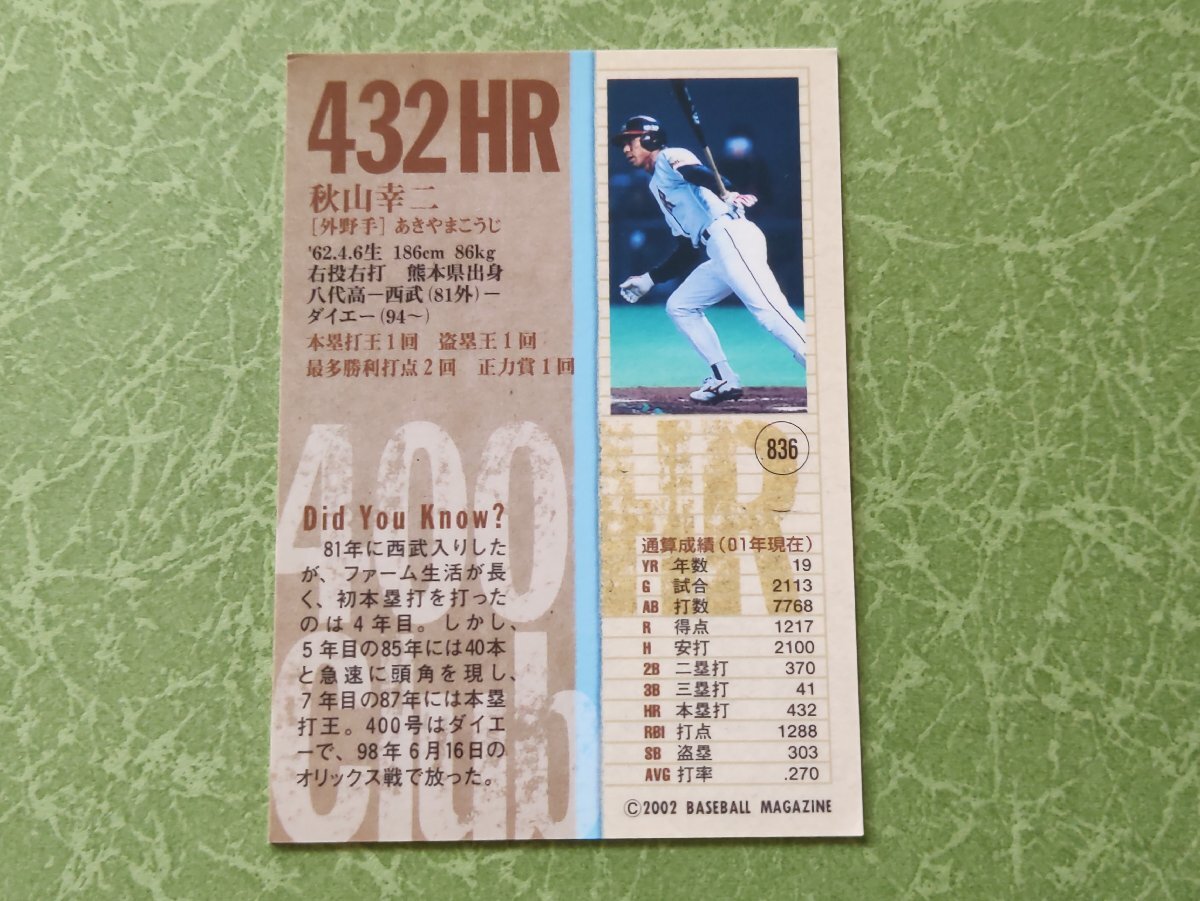 432HR
秋山幸二
[外野手] あきやまこうじ
'62.4.6生 186cm 86kg
右投右打 熊本県出身
八代高－西武(81外)－
ダイエー(94～)
本塁打王1回 盗塁王1回
最多勝利打点2回 正力賞1回
400
Club
Did You Know?
81年に西武入りした
が、ファーム生活が長
く、初本塁打を打った
のは4年目。しかし、
5年目の85年には40本
と急速に頭角を現し、
7年目の87年には本塁
打王。400号はダイエ
ーで、98年6月16日の
オリックス戦で放った。
HR
836
通算成績(01年現在)
YR 年数 19
G 試合 2113
AB 打数 7768
R 得点 1217
H 安打 2100
2B 二塁打 370
3B 三塁打 41
HR 本塁打 432
RBI 打点 1288
SB 盗塁 303
AVG 打率 .270
©2002 BASEBALL MAGAZINE